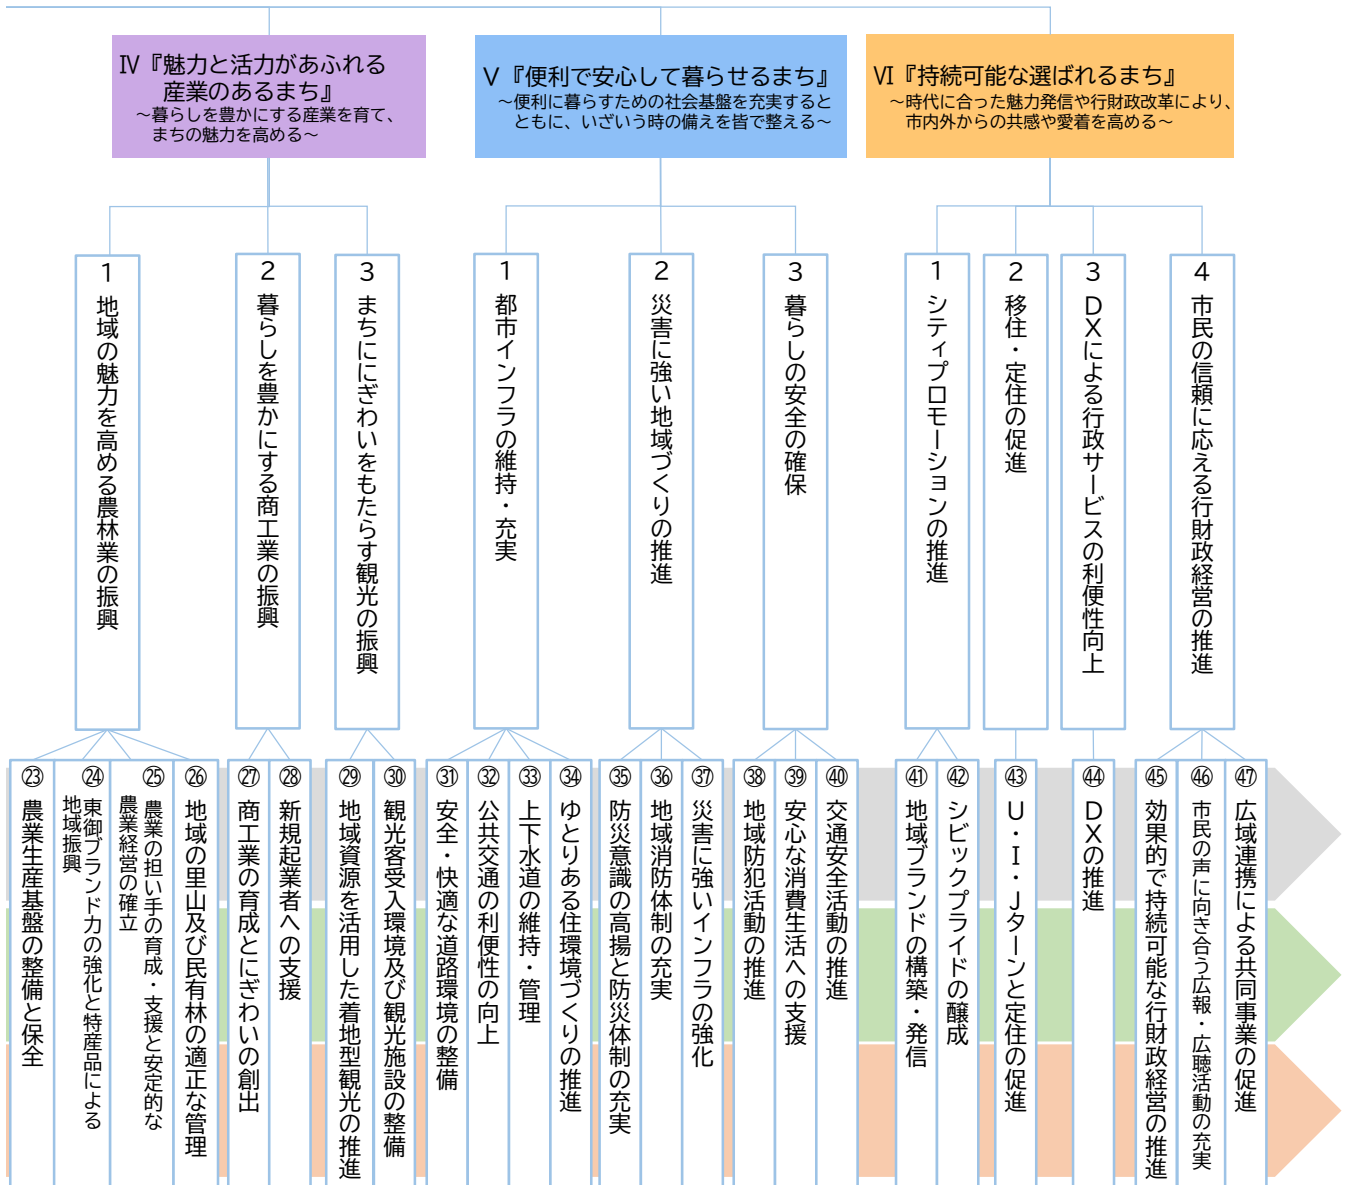 Ⅳ『魅力と活力があふれる
産業のあるまち』
～暮らしを豊かにする産業を育て、
まちの魅力を高める～
Ⅴ『便利で安心して暮らせるまち』
～便利に暮らすための社会基盤を充実すると
ともに、いざいう時の備えを皆で整える～
Ⅵ『持続可能な選ばれるまち』
～時代に合った魅力発信や行財政改革により、
市内外からの共感や愛着を高める～
1 地域の魅力を高める農林業の振興
2 暮らしを豊かにする商工業の振興
3 まちににぎわいをもたらす観光の振興
1 都市インフラの維持・充実
2 災害に強い地域づくりの推進
3 暮らしの安全の確保
1 シティプロモーションの推進
2 移住・定住の促進
3 DXによる行政サービスの利便性向上
4 市民の信頼に応える行財政経営の推進
㉓ 農業生産基盤の整備と保全
㉔ 東御ブランド力の強化と特産品による
地域振興
㉕ 農業の担い手の育成・支援と安定的な
農業経営の確立
㉖ 地域の里山及び民有林の適正な管理
㉗ 商工業の育成とにぎわいの創出
㉘ 新規起業者への支援
㉙ 地域資源を活用した着地型観光の推進
㉚ 観光客受入環境及び観光施設の整備
㉛ 安全・快適な道路環境の整備
㉜ 公共交通の利便性の向上
㉝ 上下水道の維持・管理
㉞ ゆとりある住環境づくりの推進
㉟ 防災意識の高揚と防災体制の充実
㊱ 地域消防体制の充実
㊲ 災害に強いインフラの強化
㊳ 地域防犯活動の推進
㊴ 安心な消費生活への支援
㊵ 交通安全活動の推進
㊶ 地域ブランドの構築・発信
㊷ シビックプライドの醸成
㊸ U・I・Jターンと定住の促進
㊹ DXの推進
㊺ 効果的で持続可能な行財政経営の推進
㊻ 市民の声に向き合う広報・広聴活動の充実
㊼ 広域連携による共同事業の促進